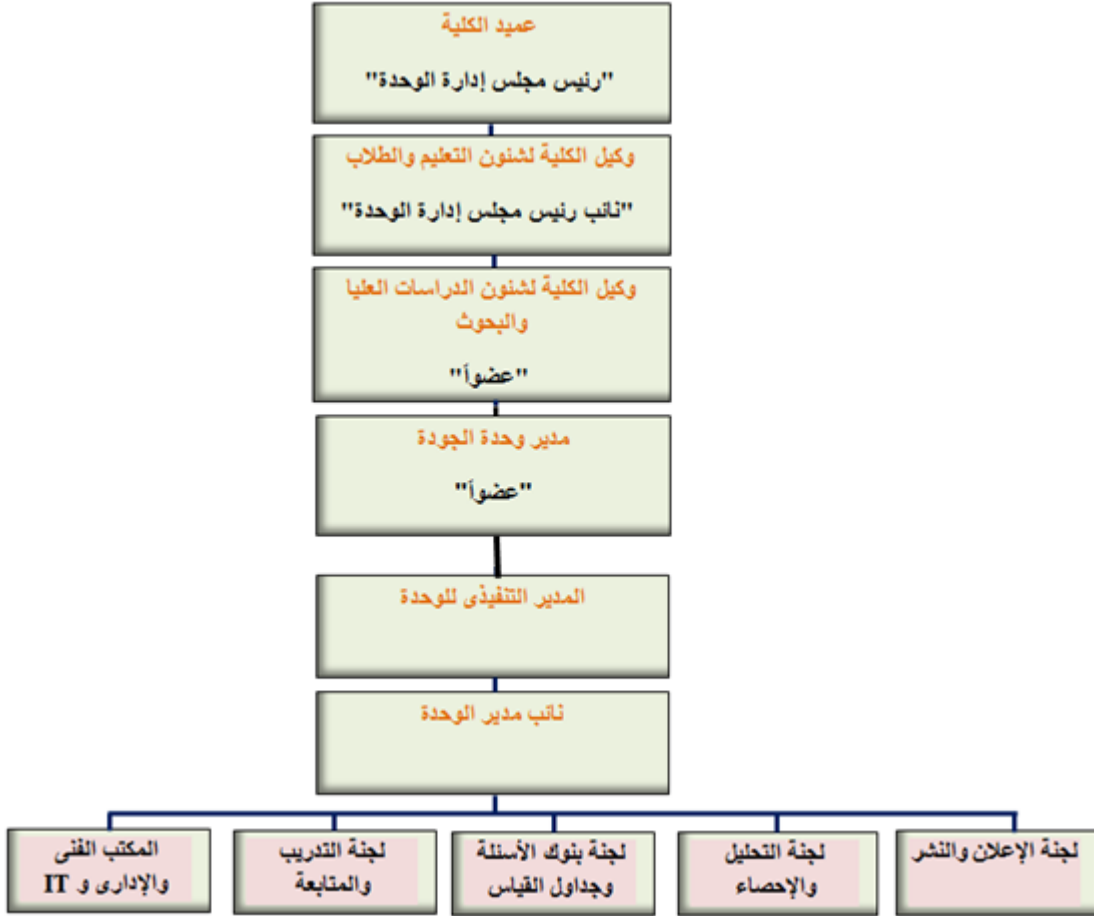 عميد الكلية
"رئيس مجلس إدارة الوحدة"
وكيل الكلية لشئون التعليم والطلاب
"نائب رئيس مجلس إدارة الوحدة"
وكيل الكلية لشئون الدراسات العليا
والبحوث
"عضواً"
مدير وحدة الجودة
"عضواً"
المدير التنفيذى للوحدة
نائب مدير الوحدة
لجنة الإعلان والنشر
لجنة التحليل
والإحصاء
لجنة بنوك الأسئلة
وجداول القياس
لجنة التدريب
والمتابعة
المكتب الفنى
والإدارى و IT